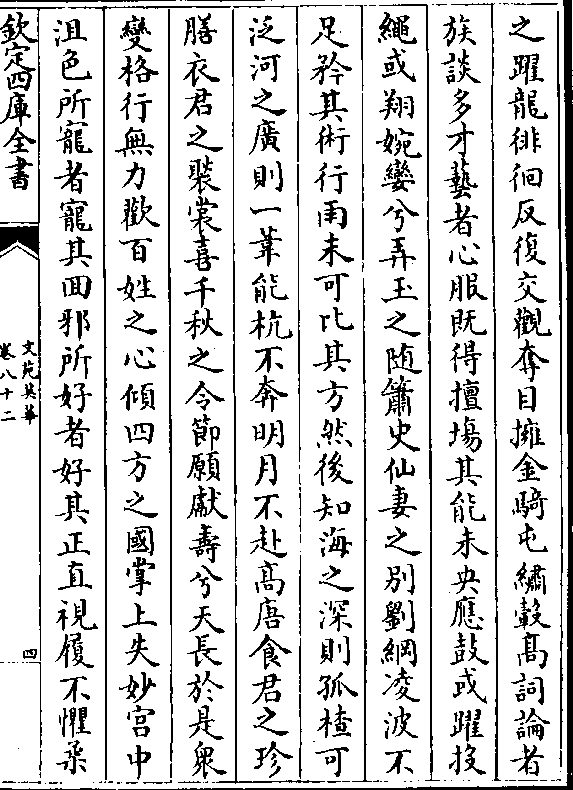 之躍龍徘徊反復交觀奪目擁金騎屯繡轂高詞論者
族談多才藝者心服既得擅塲其能未央應鼓或躍投
繩或翔婉孌兮弄玉之随簫史仙妻之别劉綱凌波不
足矜其術行雨未可比其方然後知海之深則孤楂可
泛河之廣則一葦能杭不奔明月不赴髙唐食君之珍
膳衣君之裝裳喜千秋之令節願獻壽兮天長於是衆
變格行無力歡百姓之心傾四方之國掌上失妙宫中
沮色所寵者寵其回邪所好者好其正直視履不懼柔
欽定四庫全書
文苑英華
卷八十二
四